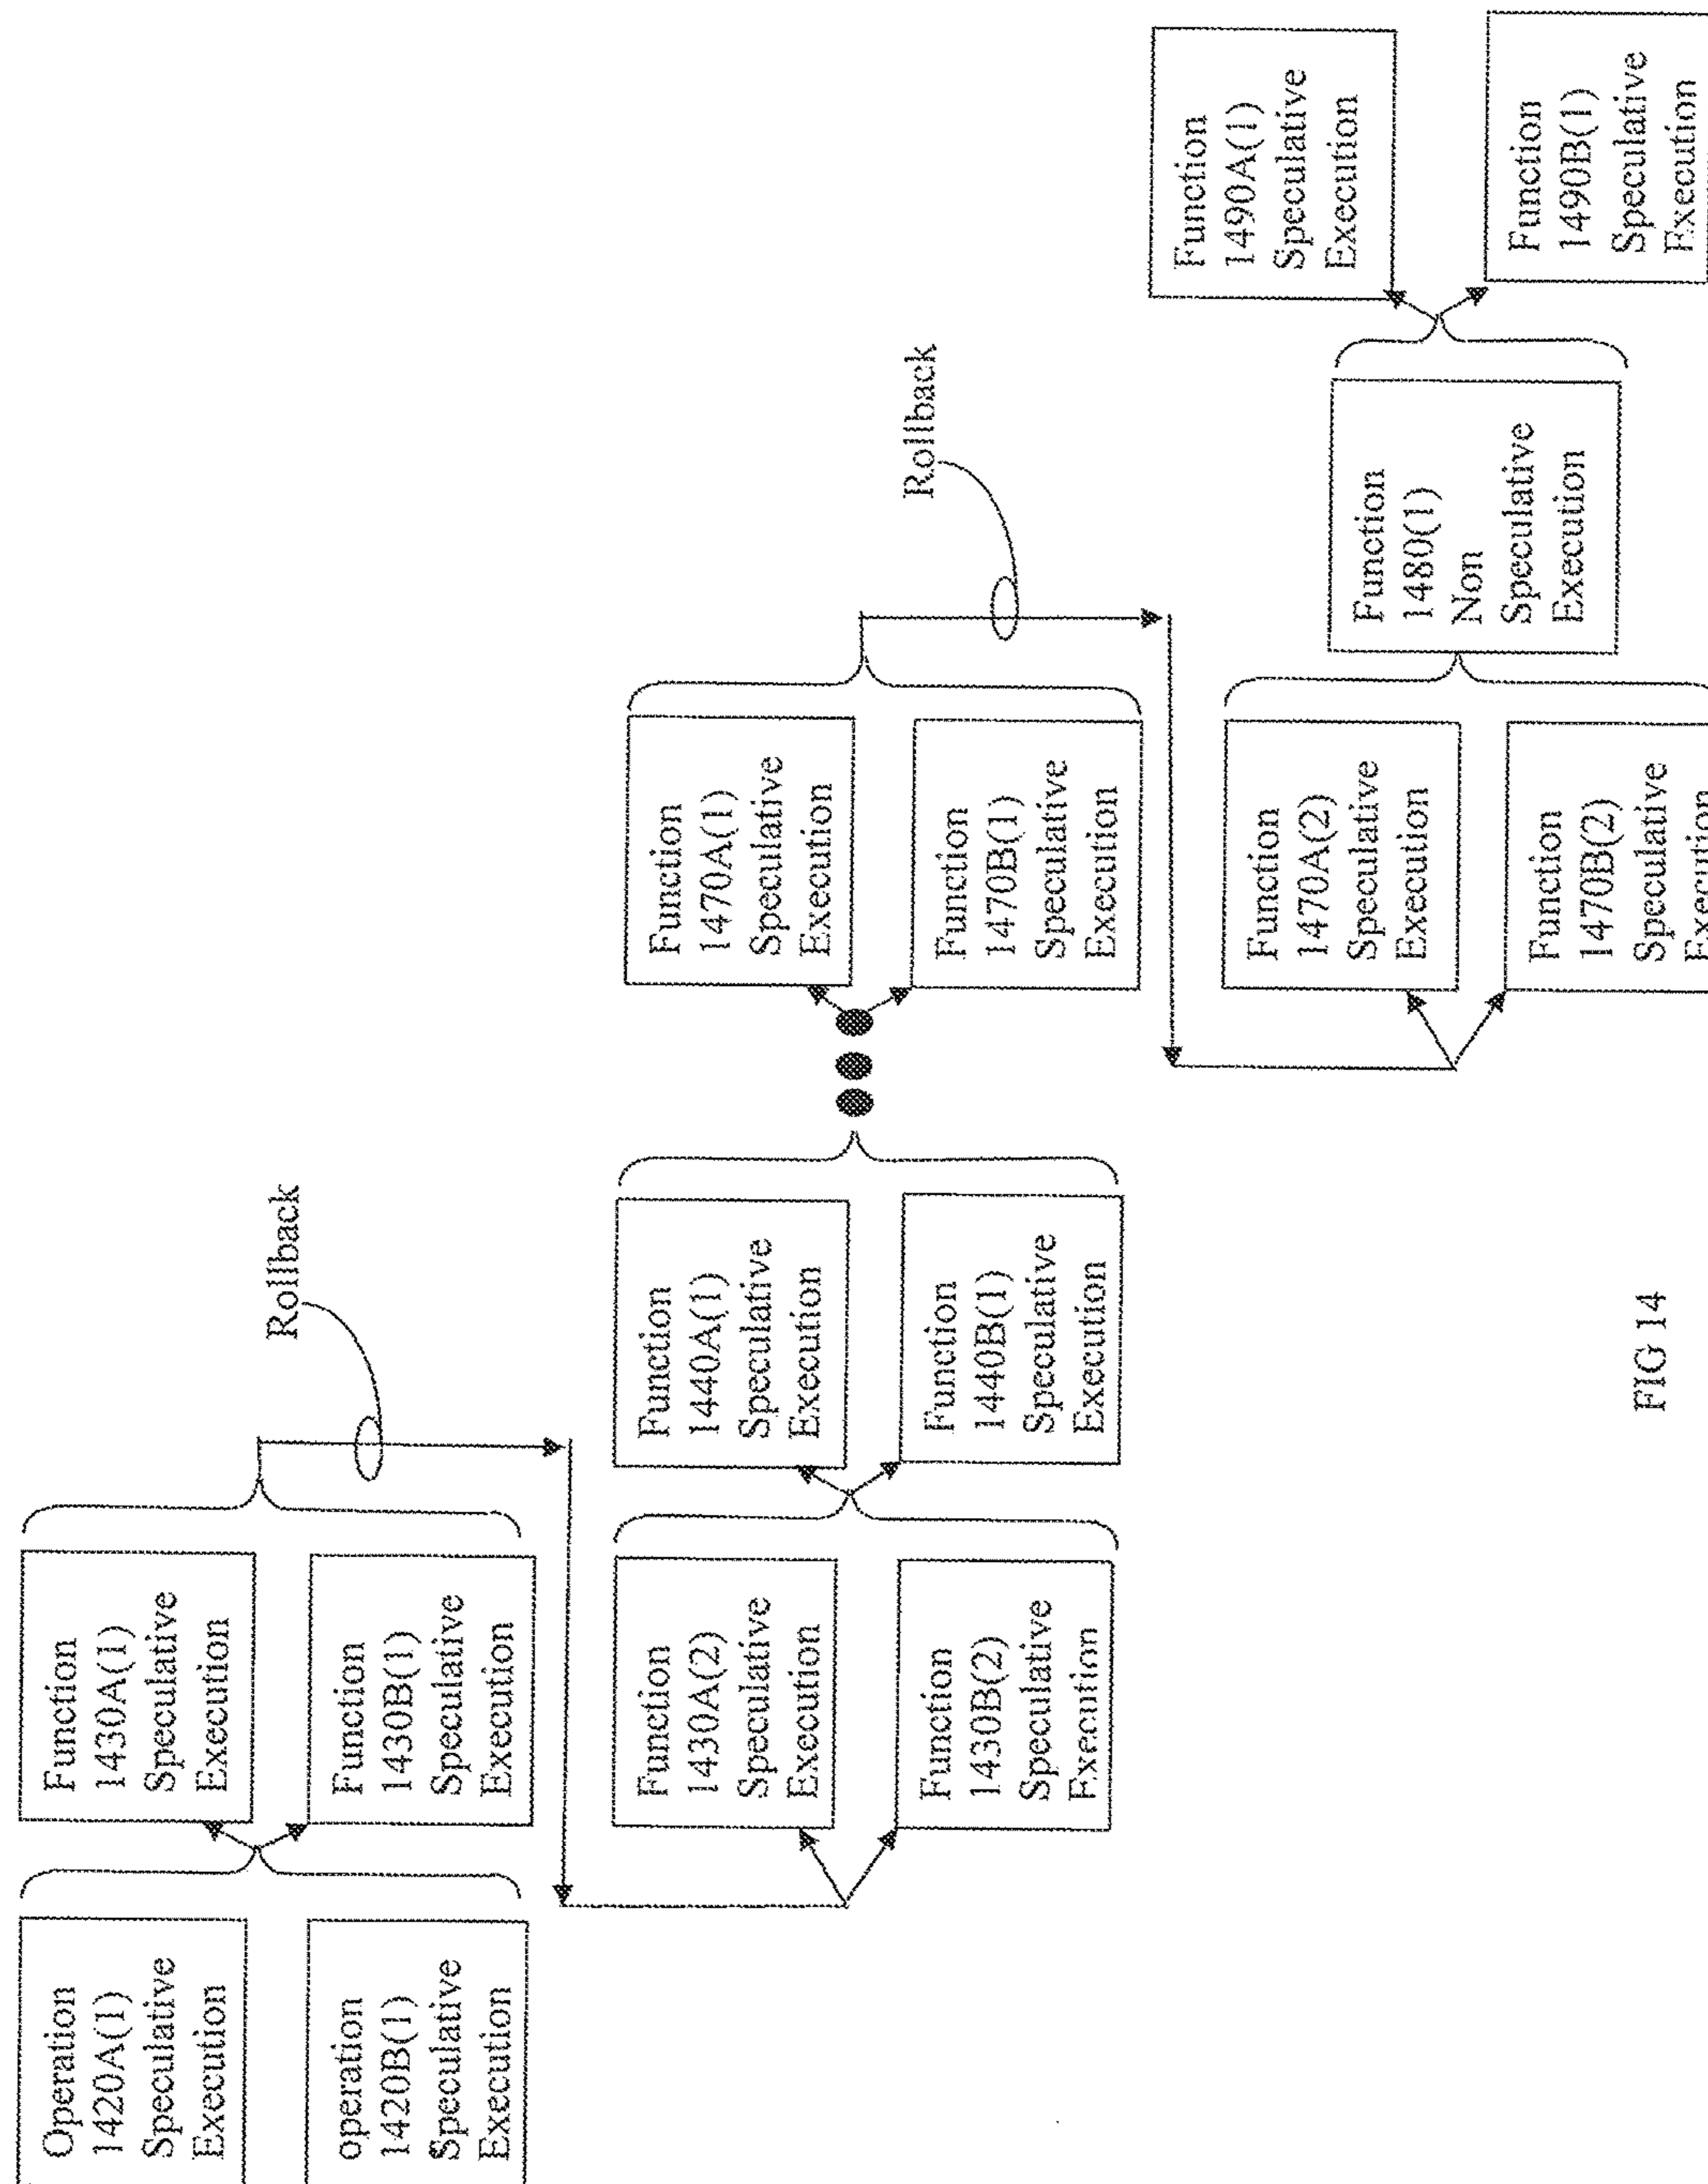 Operation
1420A(1)
Speculative
Execution
operation
1420B(1)
Speculative
Execution
Function
1430A(1)
Speculative
Execution
Function
1430B(1)
Speculative
Execution
Rollback
Function
1430A(2)
Speculative
Execution
Function
1430B(2)
Speculative
Execution
Function
1440A(1)
Speculative
Execution
Function
1440B(1)
Speculative
Execution
Function
1470A(1)
Speculative
Execution
Function
1470B(1)
Speculative
Execution
Rollback
Function
1470A(2)
Speculative
Execution
Function
1470B(2)
Speculative
Execution
Function
1480(1)
Non
Speculative
Execution
Function
1490A(1)
Speculative
Execution
Function
1490B(1)
Speculative
Execution
FIG 14